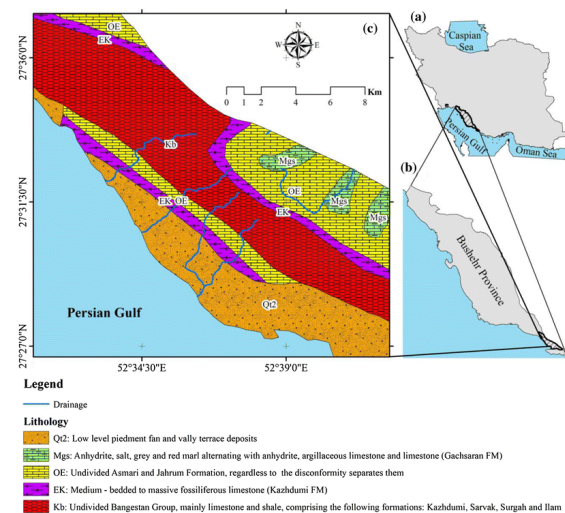 (c)
OE
EK
N
W
E
S
Km
0 1 2 4 6 8
27°36'0"N
Kb
Mgs
OE
Mgs
EK OE
EK
Mgs
27°31'30"N
Qt2
Persian Gulf
27°27'0"N
52°34'30"E
52°39'0"E
(a)
Caspian
Sea
Persian Gulf
Oman Sea
(b)
Bushehr Province
Legend
Drainage
Lithology
Qt2: Low level piedment fan and vally terrace deposits
Mgs: Anhydrite, salt, grey and red marl alternating with anhydrite, argillaceous limestone and limestone (Gachsaran FM)
OE: Undivided Asmari and Jahrum Formation, regardless to the disconformity separates them
EK: Medium - bedded to massive fossiliferous limestone (Kazhdumi FM)
Kb: Undivided Bangestan Group, mainly limestone and shale, comprising the following formations: Kazhdumi, Sarvak, Surgah and Ilam